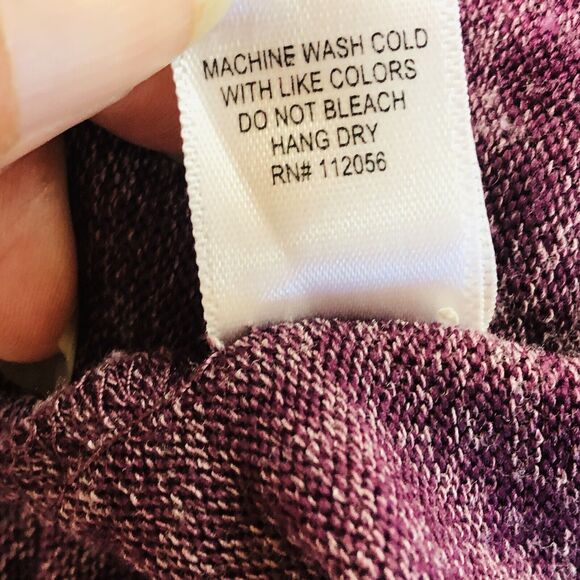 MACHINE WASH COLD
WITH LIKE COLORS
DO NOT BLEACH
HANG DRY
RN# 112056